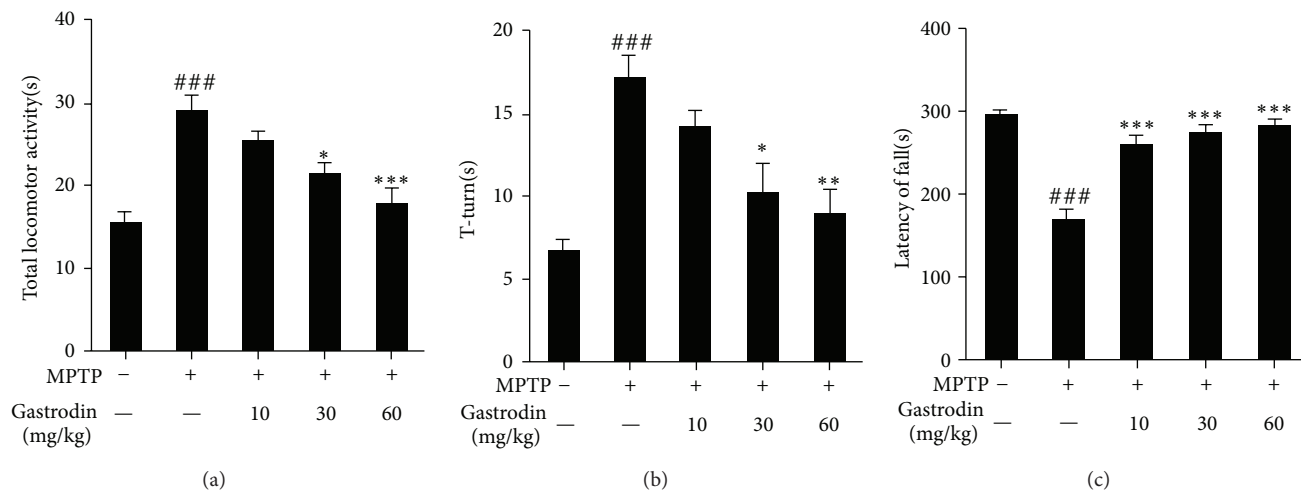 40
30
20
10
0
Total locomotor activity(s)
###
*
***
MPTP − + + + +
Gastrodin
(mg/kg)
— — 10 30 60
(a)
20
15
10
5
0
T-turn(s)
###
*
**
MPTP − + + + +
Gastrodin
(mg/kg)
— — 10 30 60
(b)
400
300
200
100
0
Latency of fall(s)
###
***
***
***
MPTP − + + + +
Gastrodin
(mg/kg)
— — 10 30 60
(c)